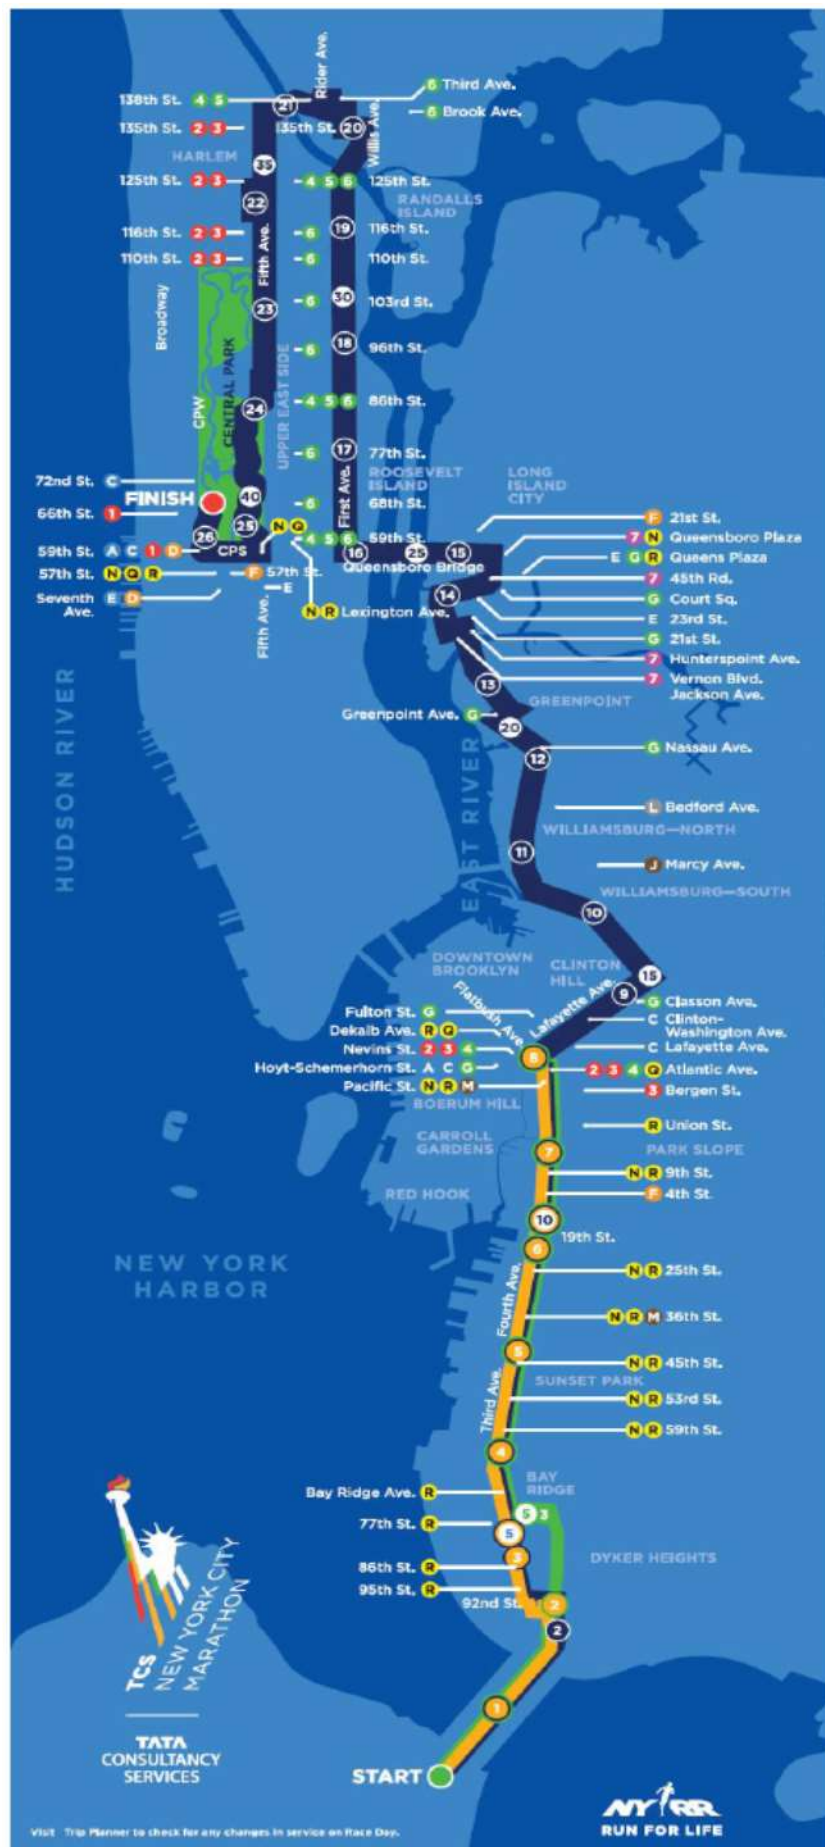 Rider Ave.
6 Third Ave.
138th St. 4 5
21
6 Brook Ave.
135th St. 2 3
135th St. 20
Willis Ave.
HARLEM
35
125th St. 2 3
4 5 6 125th St.
22
RANDALLS
ISLAND
19
116th St. 2 3
6 116th St.
110th St. 2 3
6 110th St.
Fifth Ave.
Broadway
23
30
6 103rd St.
18
6 96th St.
UPPER EAST SIDE
CENTRAL PARK
CPW
24
4 5 6 86th St.
17
6 77th St.
72nd St. C
ROOSEVELT
ISLAND
LONG
ISLAND
CITY
FINISH
40
6 68th St.
66th St. 1
First Ave.
F 21st St.
25
26
N Q
4 5 6 59th St.
7 N Queensboro Plaza
59th St. A C 1 D
CPS
16 25 15
E G R Queens Plaza
Queensboro Bridge
57th St. N Q R
F 57th St.
7 45th Rd.
Seventh
Ave. E D
E
14
G Court Sq.
Fifth Ave.
N R Lexington Ave.
E 23rd St.
G 21st St.
7 Hunterspoint Ave.
13
7 Vernon Blvd.
Jackson Ave.
GREENPOINT
Greenpoint Ave. G
20
12
G Nassau Ave.
HUDSON RIVER
EAST RIVER
L Bedford Ave.
WILLIAMSBURG—NORTH
11
J Marcy Ave.
WILLIAMSBURG—SOUTH
10
DOWNTOWN
BROOKLYN
CLINTON
HILL
15
9
Flatbush Ave.
Lafayette Ave.
G Classon Ave.
Fulton St. G
C Clinton-
Washington Ave.
Dekalb Ave. R Q
Nevins St. 2 3 4
C Lafayette Ave.
8
Hoyt-Schemerhorn St. A C G
2 3 4 Q Atlantic Ave.
Pacific St. N R M
3 Bergen St.
BOERUM HILL
R Union St.
CARROLL
GARDENS
7
PARK SLOPE
N R 9th St.
RED HOOK
F 4th St.
10
19th St.
6
NEW YORK
HARBOR
Fourth Ave.
N R 25th St.
N R M 36th St.
5
N R 45th St.
SUNSET PARK
Third Ave.
N R 53rd St.
N R 59th St.
4
BAY
RIDGE
Bay Ridge Ave. R
5 3
77th St. R
5
3
DYKER HEIGHTS
86th St. R
95th St. R
92nd St.
2
2
TCS
NEW YORK CITY
MARATHON
1
TATA
CONSULTANCY
SERVICES
START
NYRR
RUN FOR LIFE
Visit Trip Planner to check for any changes in service on Race Day.